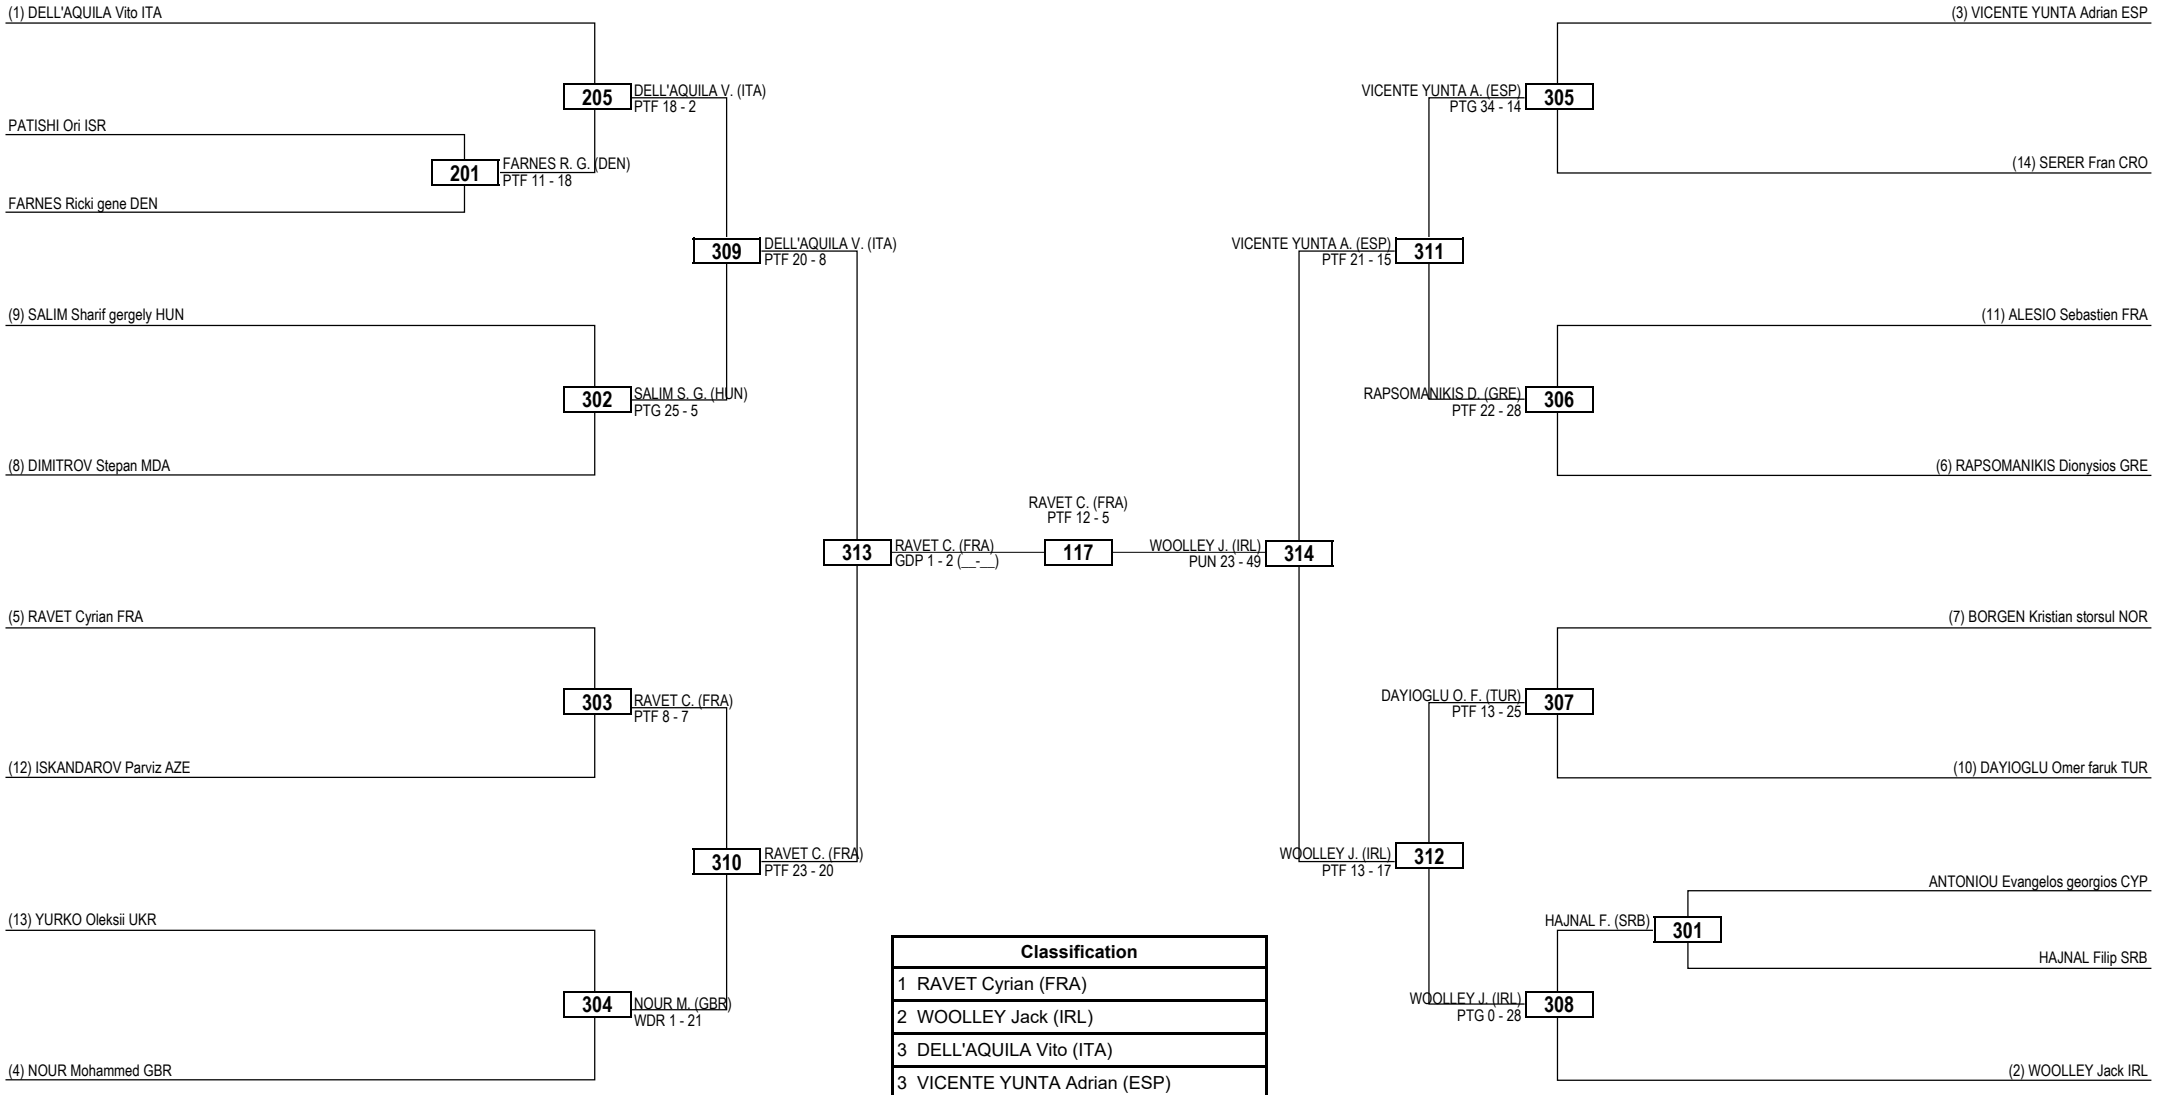 (1) DELL'AQUILA Vito ITA
(3) VICENTE YUNTA Adrian ESP
205
DELL'AQUILA V. (ITA)
PTF 18 - 2
VICENTE YUNTA A. (ESP)
PTG 34 - 14
305
PATISHI Ori ISR
201
FARNES R. G. (DEN)
PTF 11 - 18
(14) SERER Fran CRO
FARNES Ricki gene DEN
309
DELL'AQUILA V. (ITA)
PTF 20 - 8
VICENTE YUNTA A. (ESP)
PTF 21 - 15
311
(9) SALIM Sharif gergely HUN
(11) ALESIO Sebastien FRA
302
SALIM S. G. (HUN)
PTG 25 - 5
RAPSOMANIKIS D. (GRE)
PTF 22 - 28
306
(8) DIMITROV Stepan MDA
(6) RAPSOMANIKIS Dionysios GRE
RAVET C. (FRA)
PTF 12 - 5
313
RAVET C. (FRA)
GDP 1 - 2 (__-__)
117
WOOLLEY J. (IRL)
PUN 23 - 49
314
(5) RAVET Cyrian FRA
(7) BORGEN Kristian storsul NOR
303
RAVET C. (FRA)
PTF 8 - 7
DAYIOGLU O. F. (TUR)
PTF 13 - 25
307
(12) ISKANDAROV Parviz AZE
(10) DAYIOGLU Omer faruk TUR
310
RAVET C. (FRA)
PTF 23 - 20
WOOLLEY J. (IRL)
PTF 13 - 17
312
ANTONIOU Evangelos georgios CYP
(13) YURKO Oleksii UKR
HAJNAL F. (SRB)
301
HAJNAL Filip SRB
304
NOUR M. (GBR)
WDR 1 - 21
WOOLLEY J. (IRL)
PTG 0 - 28
308
(4) NOUR Mohammed GBR
(2) WOOLLEY Jack IRL
Classification
1 RAVET Cyrian (FRA)
2 WOOLLEY Jack (IRL)
3 DELL'AQUILA Vito (ITA)
3 VICENTE YUNTA Adrian (ESP)